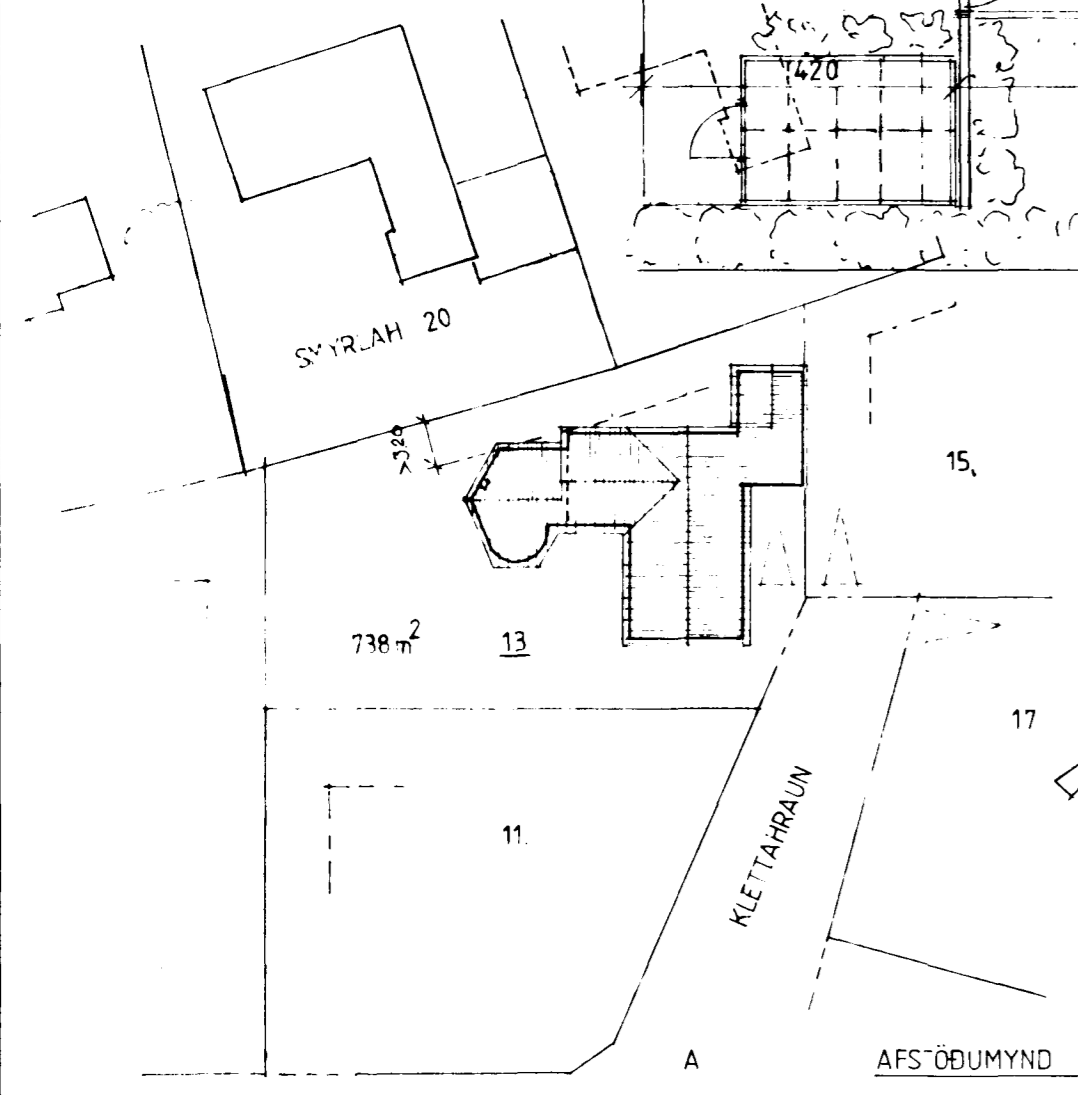 420
SMYRLAH 20
>320
15.
738 m²
13
17
11.
KLETTAHRAUN
A
AFSTÖÐUMYND